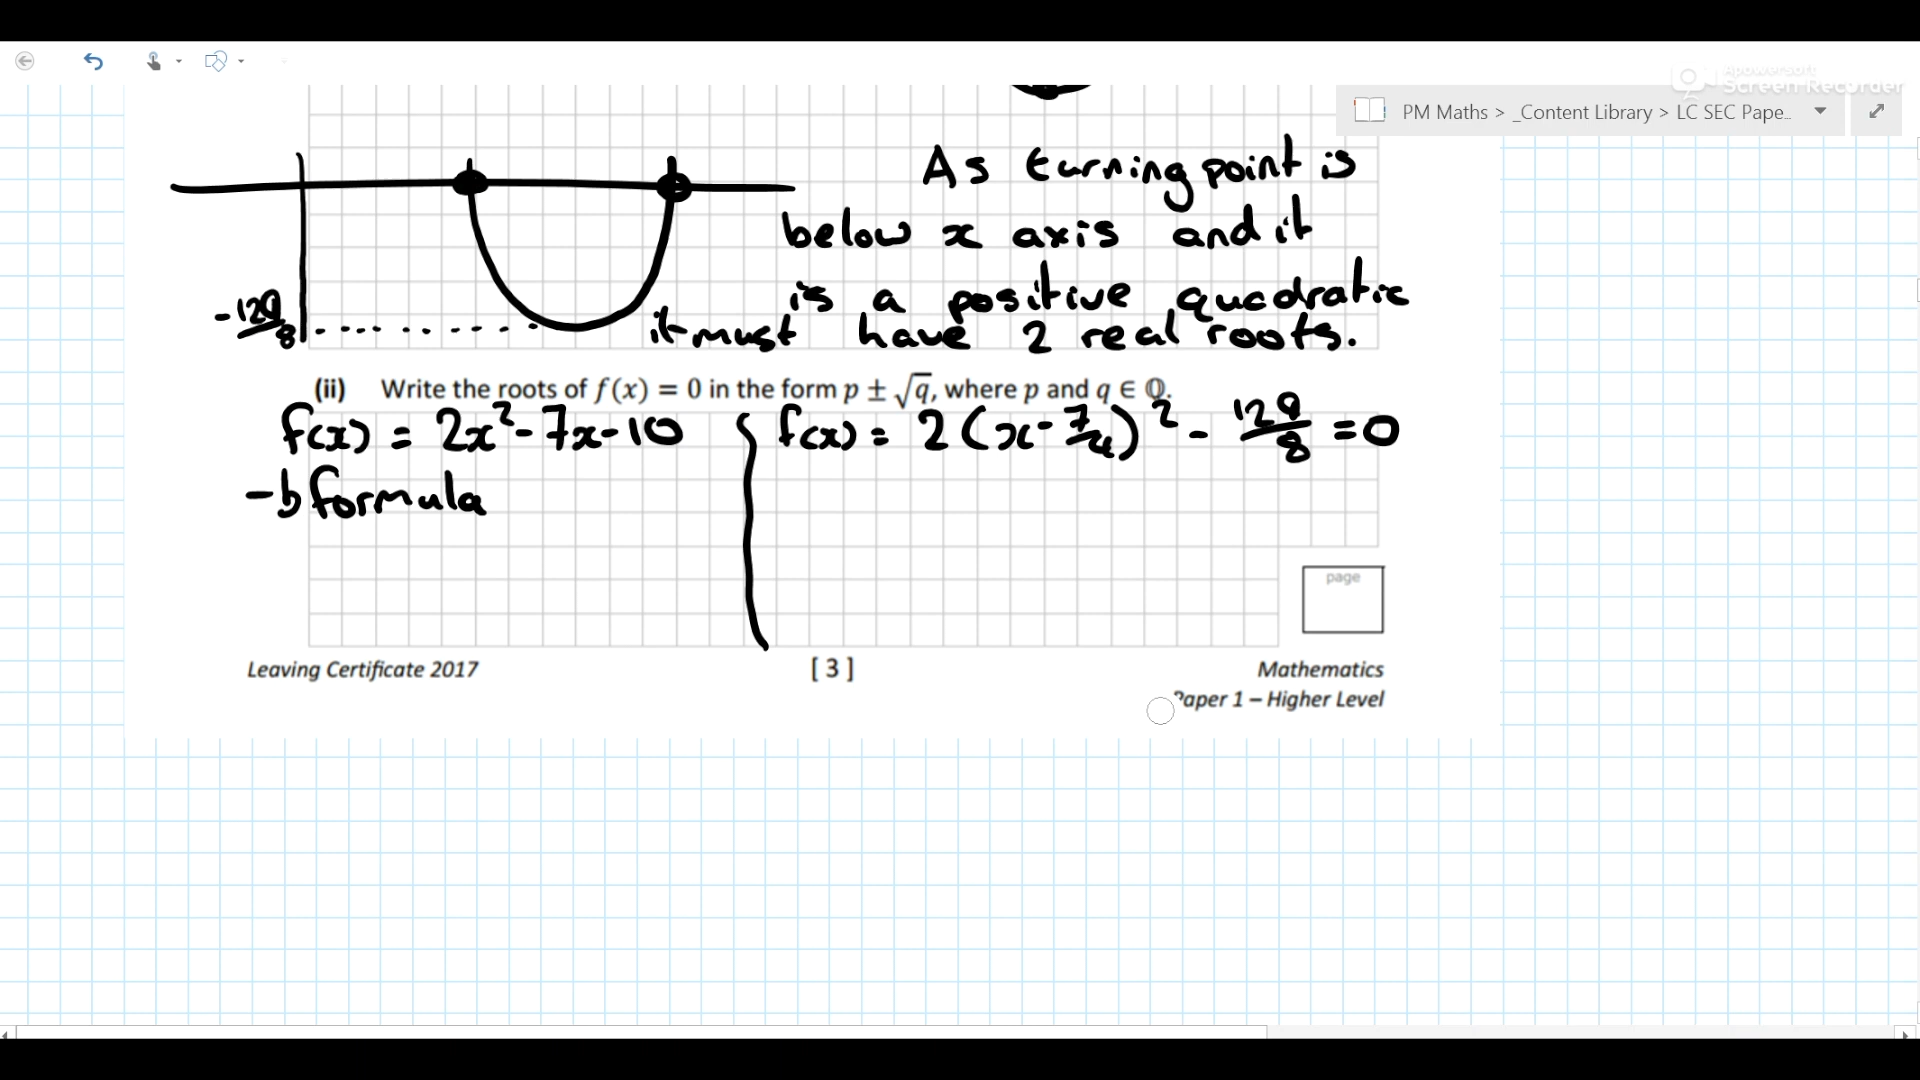 Apowersoft
Screen Recorder
PM Maths > _Content Library > LC SEC Pape...
As turning point is
below x axis and it
is a positive quadratic
it must have 2 real roots.
-129/8
(ii) Write the roots of f(x) = 0 in the form p ± √q, where p and q ∈ ℚ.
f(x) = 2x² - 7x - 10
f(x) = 2(x - 7/4)² - 129/8 = 0
-b formula
page
Leaving Certificate 2017
[ 3 ]
Mathematics
Paper 1 – Higher Level